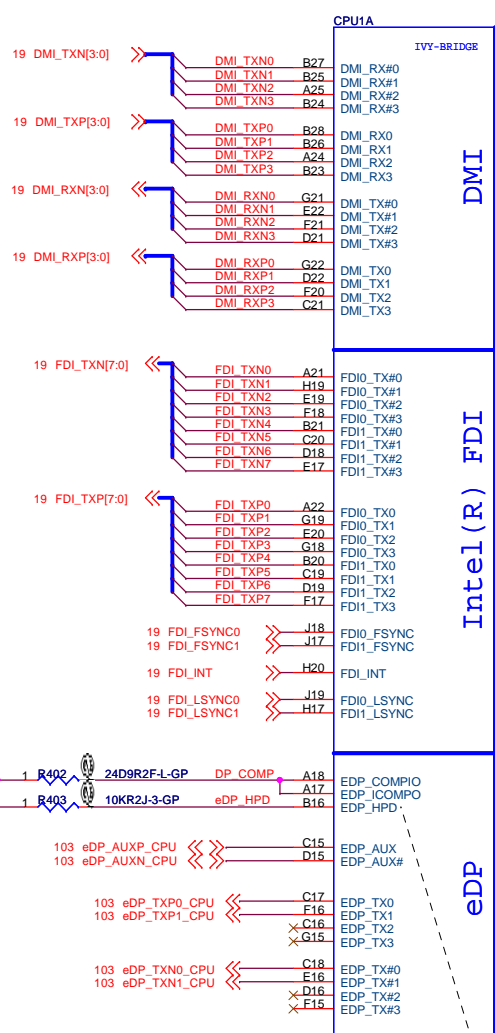 CPU1A
IVY-BRIDGE
19 DMI_TXN[3:0]
DMI_TXN0 B27 DMI_RX#0
DMI_TXN1 B25 DMI_RX#1
DMI_TXN2 A25 DMI_RX#2
DMI_TXN3 B24 DMI_RX#3
19 DMI_TXP[3:0]
DMI_TXP0 B28 DMI_RX0
DMI_TXP1 B26 DMI_RX1
DMI_TXP2 A24 DMI_RX2
DMI_TXP3 B23 DMI_RX3
DMI
19 DMI_RXN[3:0]
DMI_RXN0 G21 DMI_TX#0
DMI_RXN1 E22 DMI_TX#1
DMI_RXN2 F21 DMI_TX#2
DMI_RXN3 D21 DMI_TX#3
19 DMI_RXP[3:0]
DMI_RXP0 G22 DMI_TX0
DMI_RXP1 D22 DMI_TX1
DMI_RXP2 F20 DMI_TX2
DMI_RXP3 C21 DMI_TX3
19 FDI_TXN[7:0]
FDI_TXN0 A21 FDI0_TX#0
FDI_TXN1 H19 FDI0_TX#1
FDI_TXN2 E19 FDI0_TX#2
FDI_TXN3 F18 FDI0_TX#3
FDI_TXN4 B21 FDI1_TX#0
FDI_TXN5 C20 FDI1_TX#1
FDI_TXN6 D18 FDI1_TX#2
FDI_TXN7 E17 FDI1_TX#3
Intel(R) FDI
19 FDI_TXP[7:0]
FDI_TXP0 A22 FDI0_TX0
FDI_TXP1 G19 FDI0_TX1
FDI_TXP2 E20 FDI0_TX2
FDI_TXP3 G18 FDI0_TX3
FDI_TXP4 B20 FDI1_TX0
FDI_TXP5 C19 FDI1_TX1
FDI_TXP6 D19 FDI1_TX2
FDI_TXP7 F17 FDI1_TX3
19 FDI_FSYNC0 J18 FDI0_FSYNC
19 FDI_FSYNC1 J17 FDI1_FSYNC
19 FDI_INT H20 FDI_INT
19 FDI_LSYNC0 J19 FDI0_LSYNC
19 FDI_LSYNC1 H17 FDI1_LSYNC
1 R402 24D9R2F-L-GP DP_COMP A18 EDP_COMPIO
A17 EDP_ICOMPO
1 R403 10KR2J-3-GP eDP_HPD B16 EDP_HPD
103 eDP_AUXP_CPU C15 EDP_AUX
103 eDP_AUXN_CPU D15 EDP_AUX#
eDP
103 eDP_TXP0_CPU C17 EDP_TX0
103 eDP_TXP1_CPU F16 EDP_TX1
C16 EDP_TX2
G15 EDP_TX3
103 eDP_TXN0_CPU C18 EDP_TX#0
103 eDP_TXN1_CPU E16 EDP_TX#1
D16 EDP_TX#2
F15 EDP_TX#3